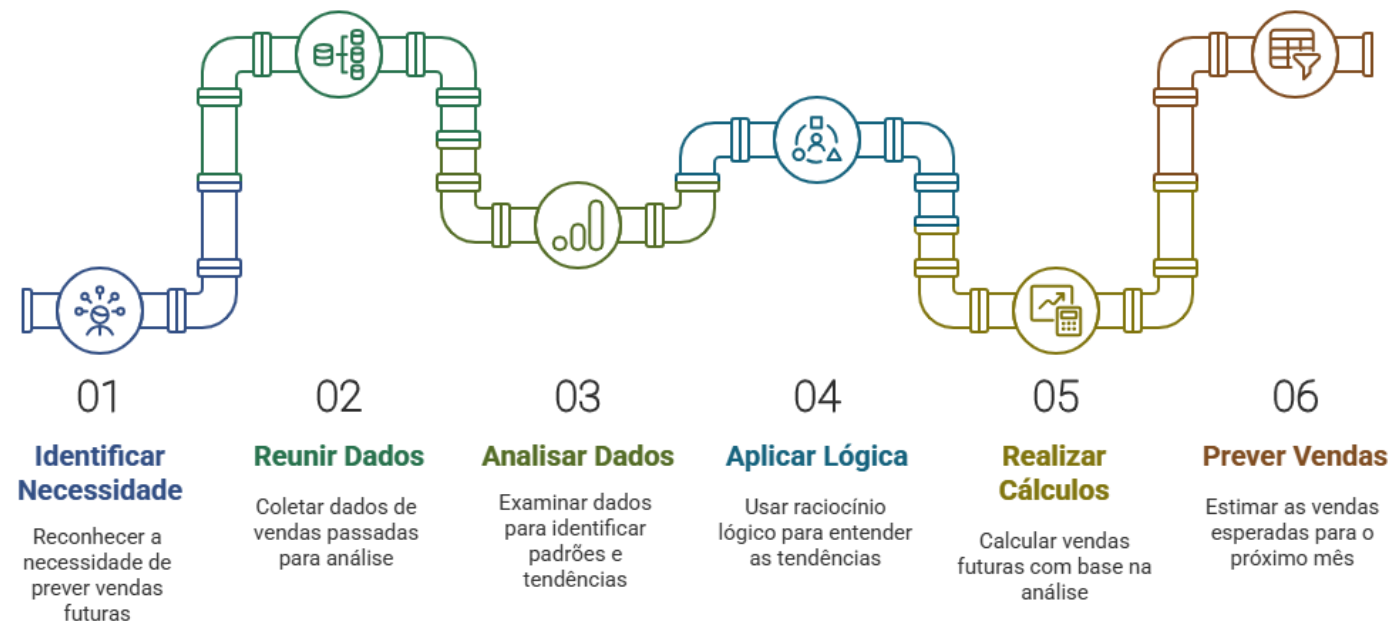 01
Identificar
Necessidade
Reconhecer a
necessidade de
prever vendas
futuras
02
Reunir Dados
Coletar dados de
vendas passadas
para análise
03
Analisar Dados
Examinar dados
para identificar
padrões e
tendências
04
Aplicar Lógica
Usar raciocínio
lógico para entender
as tendências
05
Realizar
Cálculos
Calcular vendas
futuras com base na
análise
06
Prever Vendas
Estimar as vendas
esperadas para o
próximo mês